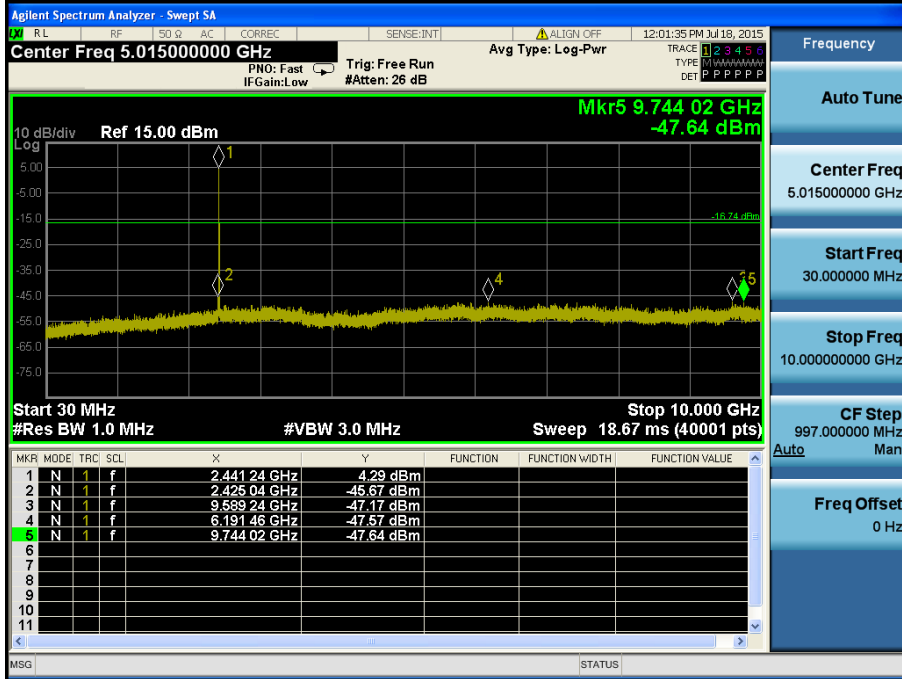 Agilent Spectrum Analyzer - Swept SA
LXI RL RF 50 Ω AC CORREC SENSE:INT ALIGN OFF 12:01:35 PM Jul 18, 2015
Center Freq 5.015000000 GHz Avg Type: Log-Pwr TRACE 1 2 3 4 5 6
PNO: Fast Trig: Free Run TYPE M
IFGain:Low #Atten: 26 dB DET P P P P P P
Mkr5 9.744 02 GHz
10 dB/div Ref 15.00 dBm -47.64 dBm
Log
1
5.00
-5.00
-15.0 -16.74 dBm
-25.0
-35.0 2 4 5
-45.0
-55.0
-65.0
-75.0
Start 30 MHz Stop 10.000 GHz
#Res BW 1.0 MHz #VBW 3.0 MHz Sweep 18.67 ms (40001 pts)
MKR MODE TRC SCL X Y FUNCTION FUNCTION WIDTH FUNCTION VALUE
1 N 1 f 2.441 24 GHz 4.29 dBm
2 N 1 f 2.425 04 GHz -45.67 dBm
3 N 1 f 9.589 24 GHz -47.17 dBm
4 N 1 f 6.191 46 GHz -47.57 dBm
5 N 1 f 9.744 02 GHz -47.64 dBm
6
7
8
9
10
11
MSG STATUS
Frequency
Auto Tune
Center Freq
5.015000000 GHz
Start Freq
30.000000 MHz
Stop Freq
10.000000000 GHz
CF Step
997.000000 MHz
Auto Man
Freq Offset
0 Hz